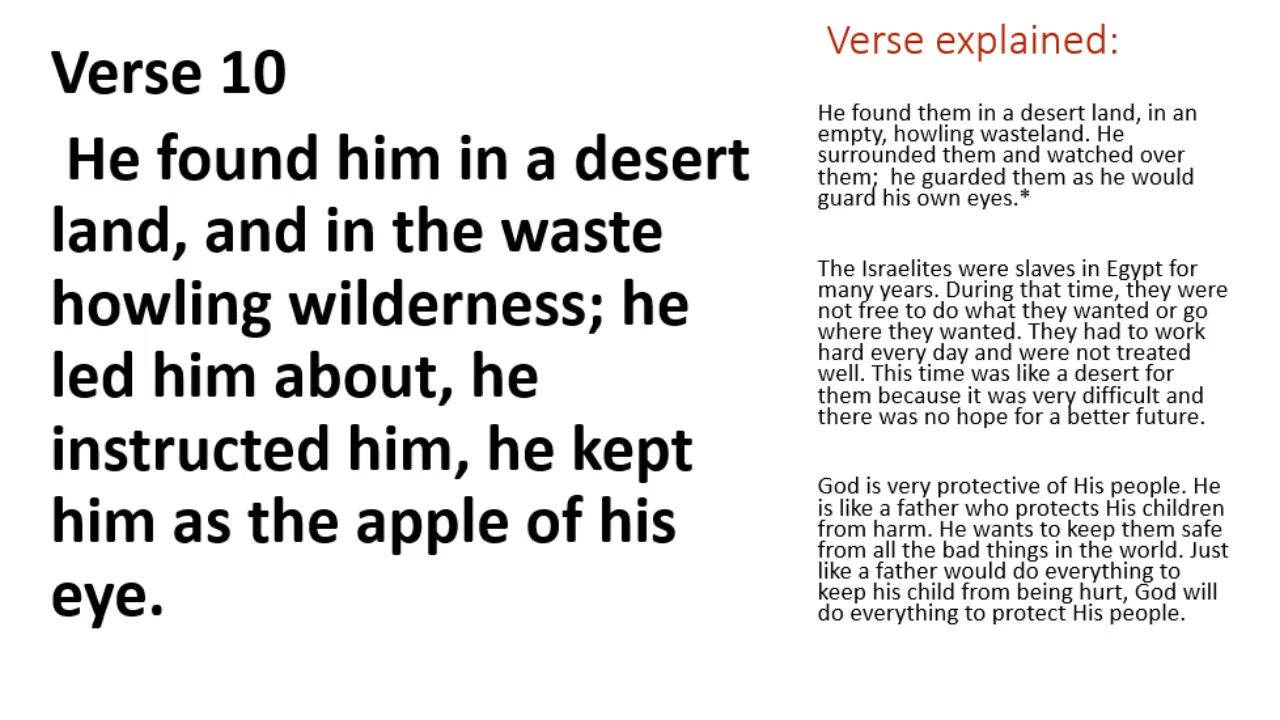 Verse 10
He found him in a desert
land, and in the waste
howling wilderness; he
led him about, he
instructed him, he kept
him as the apple of his
eye.
Verse explained:
He found them in a desert land, in an
empty, howling wasteland. He
surrounded them and watched over
them;  he guarded them as he would
guard his own eyes.*
The Israelites were slaves in Egypt for
many years. During that time, they were
not free to do what they wanted or go
where they wanted. They had to work
hard every day and were not treated
well. This time was like a desert for
them because it was very difficult and
there was no hope for a better future.
God is very protective of His people. He
is like a father who protects His children
from harm. He wants to keep them safe
from all the bad things in the world. Just
like a father would do everything to
keep his child from being hurt, God will
do everything to protect His people.